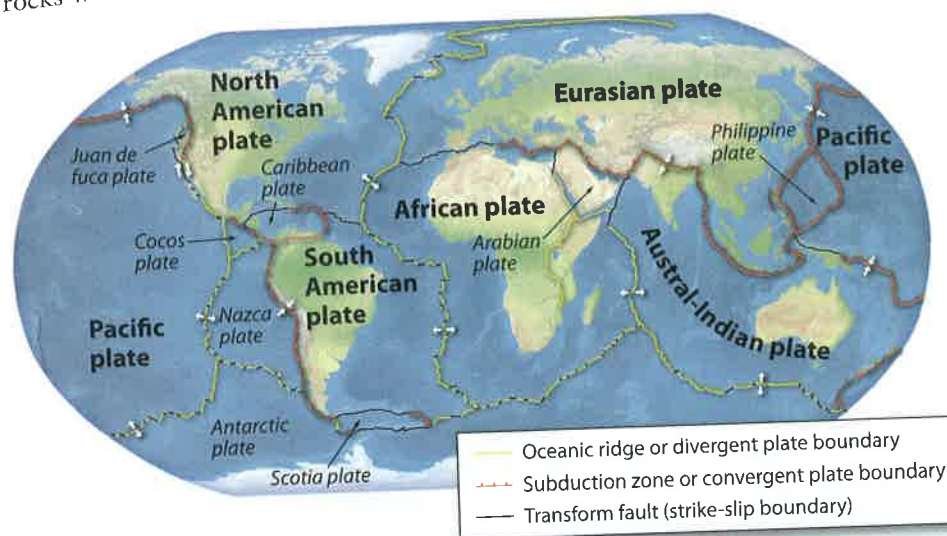 rocks
North
American
plate
Eurasian plate
Philippine
plate
Pacific
plate
Juan de
fuca plate
Caribbean
plate
African plate
Arabian
plate
Cocos
plate
South
American
plate
Austral-Indian plate
Nazca
plate
Pacific
plate
Antarctic
plate
Scotia plate
Oceanic ridge or divergent plate boundary
Subduction zone or convergent plate boundary
Transform fault (strike-slip boundary)